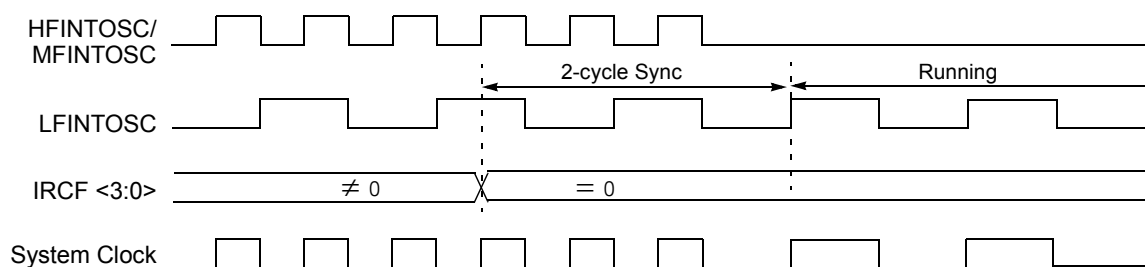 HFINTOSC/
MFINTOSC
2-cycle Sync
Running
LFINTOSC
IRCF <3:0>
≠ 0
= 0
System Clock